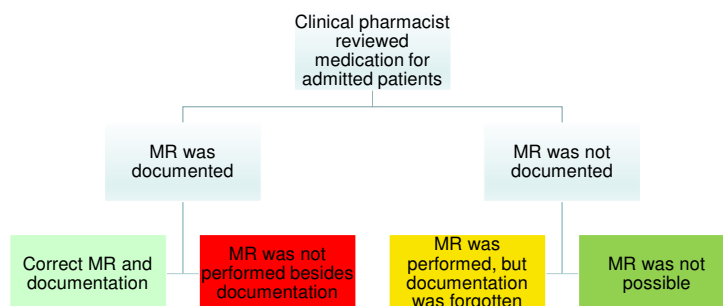 Clinical pharmacist
reviewed
medication for
admitted patients
MR was
documented
MR was not
documented
Correct MR and
documentation
MR was not
performed besides
documentation
MR was
performed, but
documentation
was forgotten
MR was not
possible